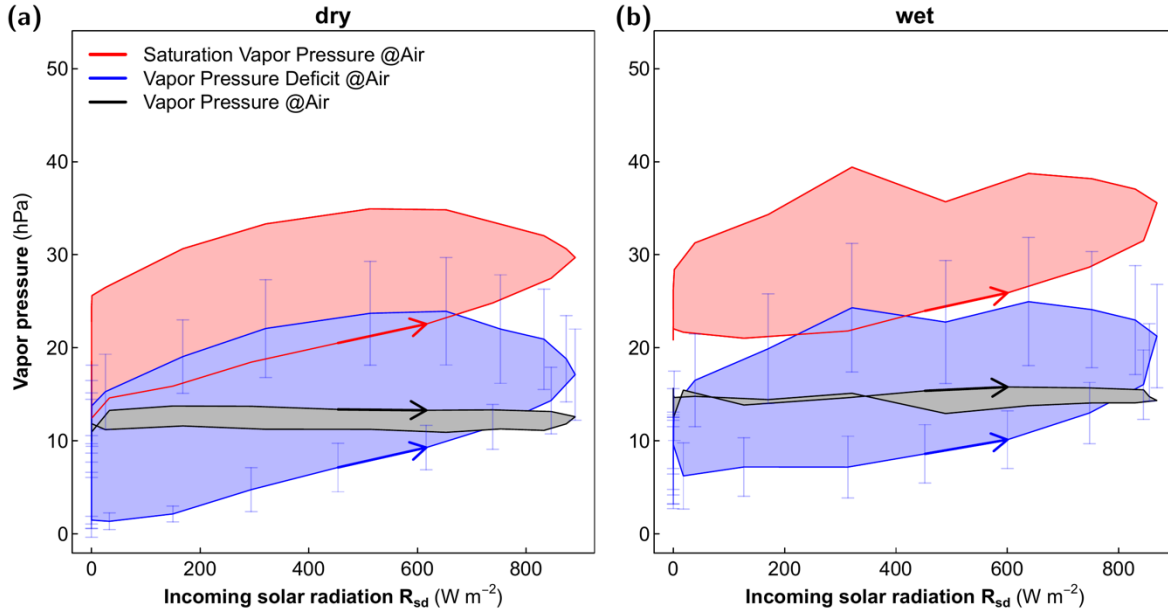 (a) dry
(b) wet
Saturation Vapor Pressure @Air
Vapor Pressure Deficit @Air
Vapor Pressure @Air
Vapor pressure (hPa)
50
40
30
20
10
0
0 200 400 600 800
Incoming solar radiation Rsd (W m−2)
50
40
30
20
10
0
0 200 400 600 800
Incoming solar radiation Rsd (W m−2)